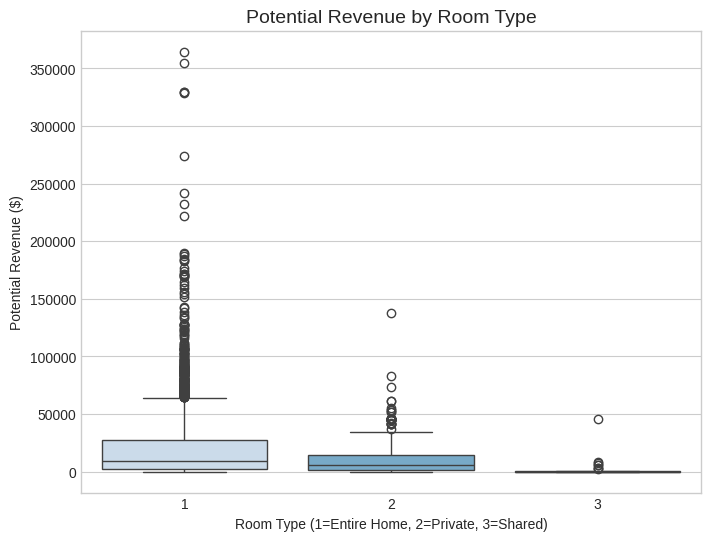 Potential Revenue by Room Type
Potential Revenue ($)
350000
300000
250000
200000
150000
100000
50000
0
1 2 3
Room Type (1=Entire Home, 2=Private, 3=Shared)